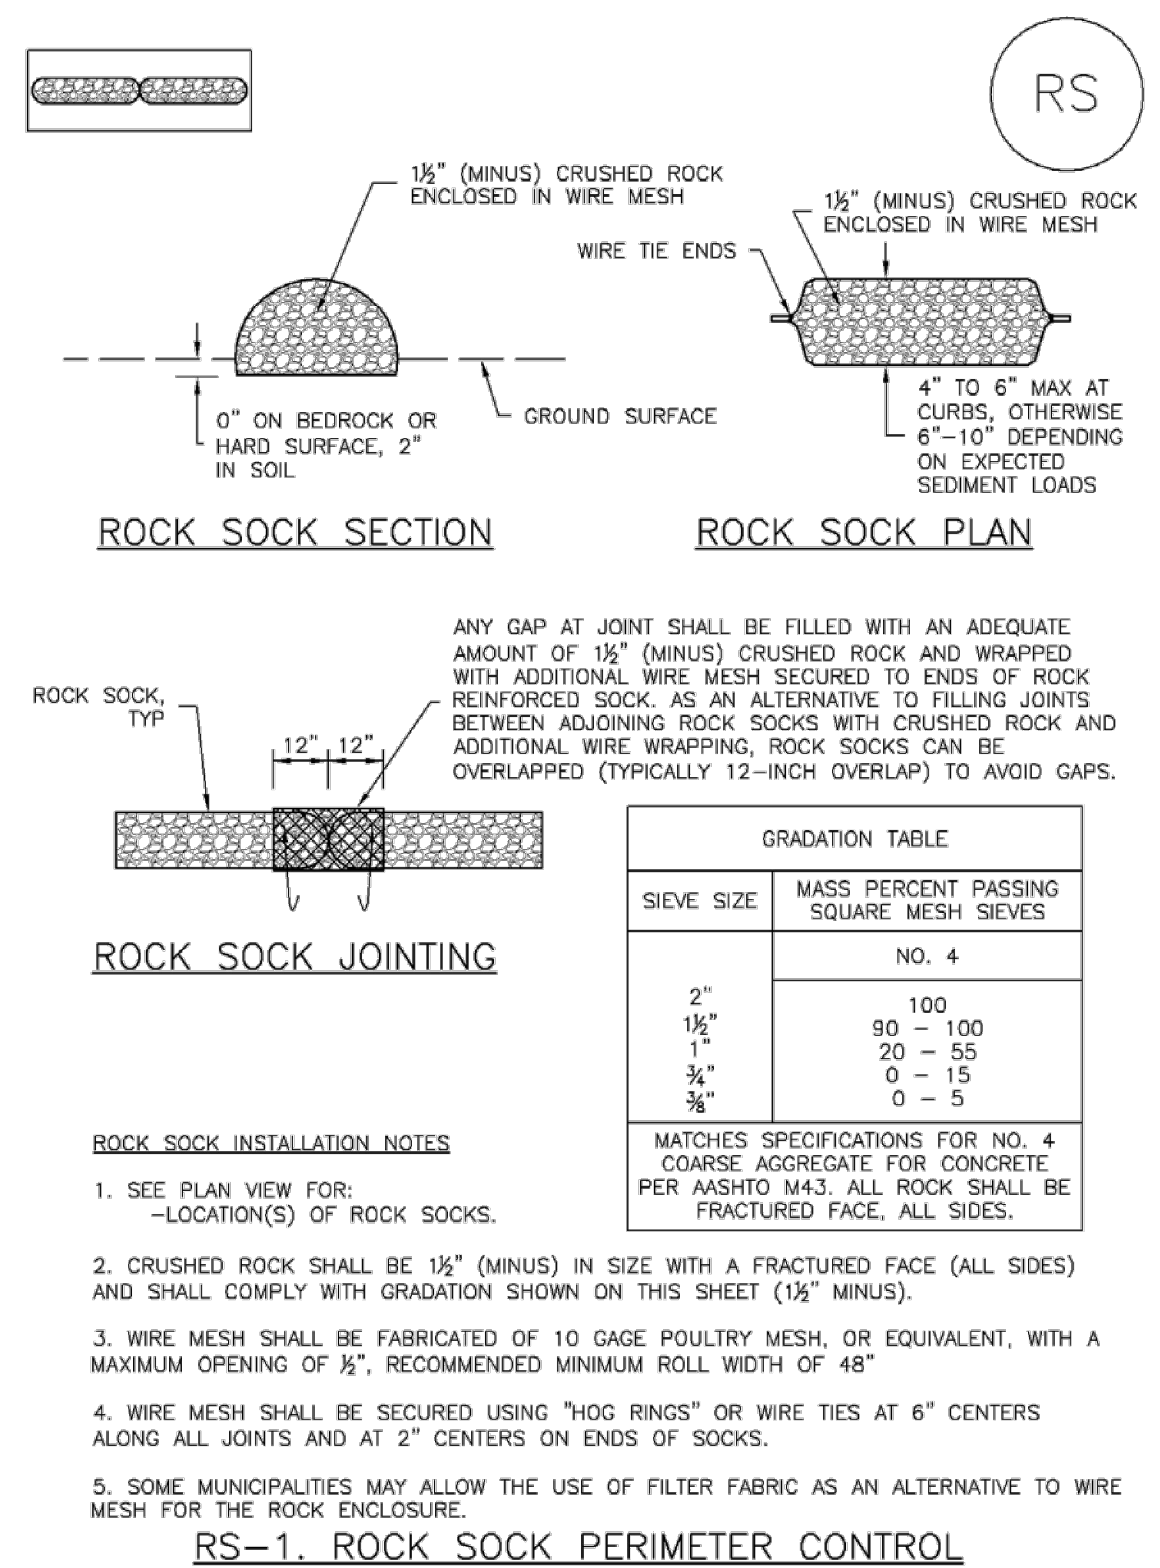 RS
1½" (MINUS) CRUSHED ROCK
ENCLOSED IN WIRE MESH
0" ON BEDROCK OR
HARD SURFACE, 2"
IN SOIL
GROUND SURFACE
ROCK SOCK SECTION
1½" (MINUS) CRUSHED ROCK
ENCLOSED IN WIRE MESH
WIRE TIE ENDS
4" TO 6" MAX AT
CURBS, OTHERWISE
6"-10" DEPENDING
ON EXPECTED
SEDIMENT LOADS
ROCK SOCK PLAN
ANY GAP AT JOINT SHALL BE FILLED WITH AN ADEQUATE
AMOUNT OF 1½" (MINUS) CRUSHED ROCK AND WRAPPED
WITH ADDITIONAL WIRE MESH SECURED TO ENDS OF ROCK
REINFORCED SOCK. AS AN ALTERNATIVE TO FILLING JOINTS
BETWEEN ADJOINING ROCK SOCKS WITH CRUSHED ROCK AND
ADDITIONAL WIRE WRAPPING, ROCK SOCKS CAN BE
OVERLAPPED (TYPICALLY 12-INCH OVERLAP) TO AVOID GAPS.
ROCK SOCK,
TYP
12" 12"
ROCK SOCK JOINTING
GRADATION TABLE
SIEVE SIZE
MASS PERCENT PASSING
SQUARE MESH SIEVES
NO. 4
2" 100
1½" 90 - 100
1" 20 - 55
¾" 0 - 15
⅜" 0 - 5
MATCHES SPECIFICATIONS FOR NO. 4
COARSE AGGREGATE FOR CONCRETE
PER AASHTO M43. ALL ROCK SHALL BE
FRACTURED FACE, ALL SIDES.
ROCK SOCK INSTALLATION NOTES
1. SEE PLAN VIEW FOR:
-LOCATION(S) OF ROCK SOCKS.
2. CRUSHED ROCK SHALL BE 1½" (MINUS) IN SIZE WITH A FRACTURED FACE (ALL SIDES)
AND SHALL COMPLY WITH GRADATION SHOWN ON THIS SHEET (1½" MINUS).
3. WIRE MESH SHALL BE FABRICATED OF 10 GAGE POULTRY MESH, OR EQUIVALENT, WITH A
MAXIMUM OPENING OF ½", RECOMMENDED MINIMUM ROLL WIDTH OF 48"
4. WIRE MESH SHALL BE SECURED USING "HOG RINGS" OR WIRE TIES AT 6" CENTERS
ALONG ALL JOINTS AND AT 2" CENTERS ON ENDS OF SOCKS.
5. SOME MUNICIPALITIES MAY ALLOW THE USE OF FILTER FABRIC AS AN ALTERNATIVE TO WIRE
MESH FOR THE ROCK ENCLOSURE.
RS-1. ROCK SOCK PERIMETER CONTROL